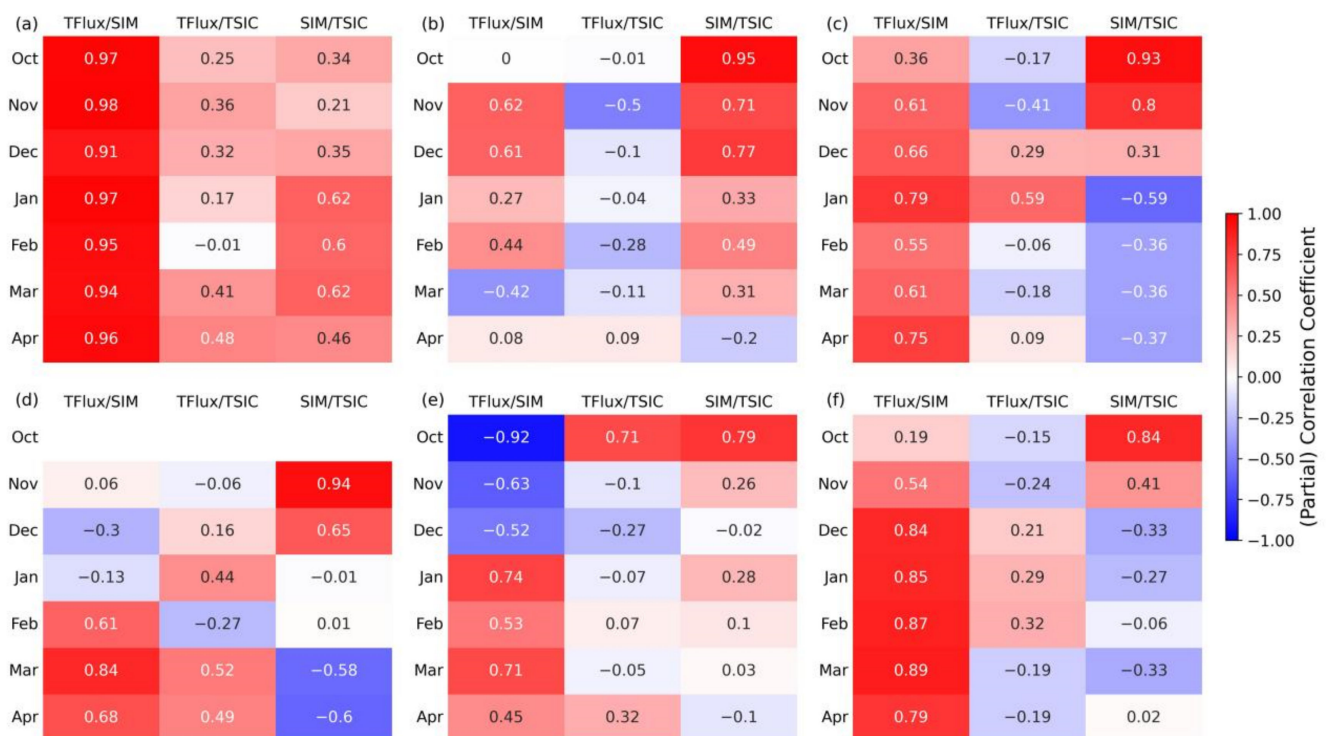 (a) TFlux/SIM TFlux/TSIC SIM/TSIC (b) TFlux/SIM TFlux/TSIC SIM/TSIC (c) TFlux/SIM TFlux/TSIC SIM/TSIC
Oct 0.97 0.25 0.34 Oct 0 −0.01 0.95 Oct 0.36 −0.17 0.93
Nov 0.98 0.36 0.21 Nov 0.62 −0.5 0.71 Nov 0.61 −0.41 0.8
Dec 0.91 0.32 0.35 Dec 0.61 −0.1 0.77 Dec 0.66 0.29 0.31
Jan 0.97 0.17 0.62 Jan 0.27 −0.04 0.33 Jan 0.79 0.59 −0.59
Feb 0.95 −0.01 0.6 Feb 0.44 −0.28 0.49 Feb 0.55 −0.06 −0.36
Mar 0.94 0.41 0.62 Mar −0.42 −0.11 0.31 Mar 0.61 −0.18 −0.36
Apr 0.96 0.48 0.46 Apr 0.08 0.09 −0.2 Apr 0.75 0.09 −0.37
(d) TFlux/SIM TFlux/TSIC SIM/TSIC (e) TFlux/SIM TFlux/TSIC SIM/TSIC (f) TFlux/SIM TFlux/TSIC SIM/TSIC
Oct Oct −0.92 0.71 0.79 Oct 0.19 −0.15 0.84
Nov 0.06 −0.06 0.94 Nov −0.63 −0.1 0.26 Nov 0.54 −0.24 0.41
Dec −0.3 0.16 0.65 Dec −0.52 −0.27 −0.02 Dec 0.84 0.21 −0.33
Jan −0.13 0.44 −0.01 Jan 0.74 −0.07 0.28 Jan 0.85 0.29 −0.27
Feb 0.61 −0.27 0.01 Feb 0.53 0.07 0.1 Feb 0.87 0.32 −0.06
Mar 0.84 0.52 −0.58 Mar 0.71 −0.05 0.03 Mar 0.89 −0.19 −0.33
Apr 0.68 0.49 −0.6 Apr 0.45 0.32 −0.1 Apr 0.79 −0.19 0.02
1.00
0.75
0.50
0.25
0.00
−0.25
−0.50
−0.75
−1.00
(Partial) Correlation Coefficient